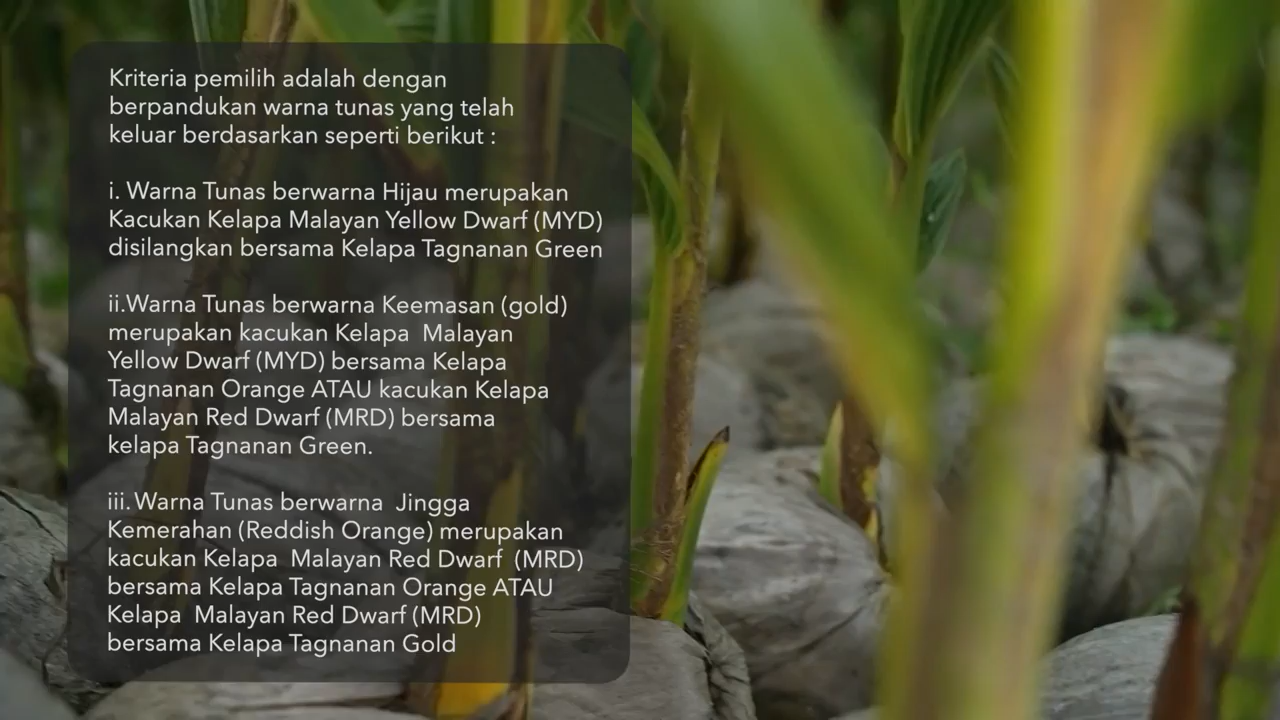 Kriteria pemilih adalah dengan
berpandukan warna tunas yang telah
keluar berdasarkan seperti berikut :
i. Warna Tunas berwarna Hijau merupakan
Kacukan Kelapa Malayan Yellow Dwarf (MYD)
disilangkan bersama Kelapa Tagnanan Green
ii.Warna Tunas berwarna Keemasan (gold)
merupakan kacukan Kelapa  Malayan
Yellow Dwarf (MYD) bersama Kelapa
Tagnanan Orange ATAU kacukan Kelapa
Malayan Red Dwarf (MRD) bersama
kelapa Tagnanan Green.
iii. Warna Tunas berwarna  Jingga
Kemerahan (Reddish Orange) merupakan
kacukan Kelapa  Malayan Red Dwarf  (MRD)
bersama Kelapa Tagnanan Orange ATAU
Kelapa  Malayan Red Dwarf (MRD)
bersama Kelapa Tagnanan Gold